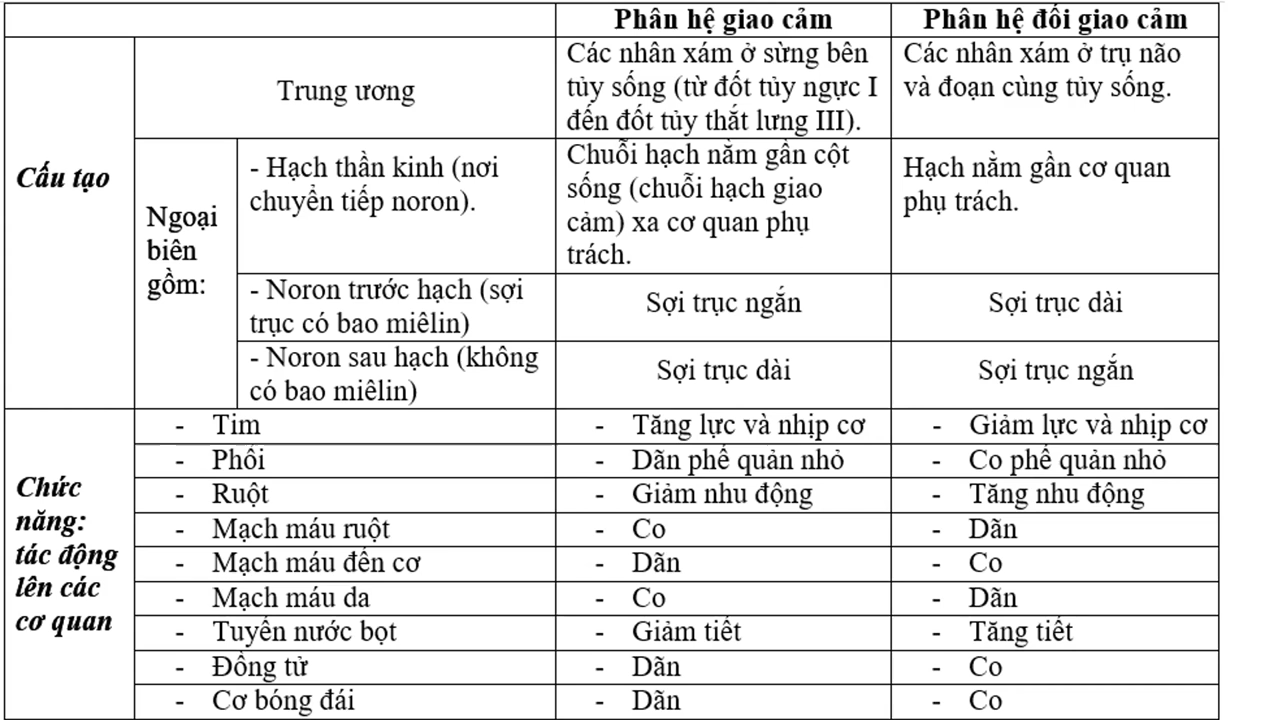 Phân hệ giao cảm
Phân hệ đối giao cảm
Cấu tạo
Trung ương
Các nhân xám ở sừng bên
tủy sống (từ đốt tủy ngực I
đến đốt tủy thắt lưng III).
Các nhân xám ở trụ não
và đoạn cùng tủy sống.
Ngoại
biên
gồm:
- Hạch thần kinh (nơi
chuyển tiếp noron).
Chuỗi hạch nằm gần cột
sống (chuỗi hạch giao
cảm) xa cơ quan phụ
trách.
Hạch nằm gần cơ quan
phụ trách.
- Noron trước hạch (sợi
trục có bao miêlin)
Sợi trục ngắn
Sợi trục dài
- Noron sau hạch (không
có bao miêlin)
Sợi trục dài
Sợi trục ngắn
Chức
năng:
tác động
lên các
cơ quan
- Tim
- Tăng lực và nhịp cơ
- Giảm lực và nhịp cơ
- Phổi
- Dãn phế quản nhỏ
- Co phế quản nhỏ
- Ruột
- Giảm nhu động
- Tăng nhu động
- Mạch máu ruột
- Co
- Dãn
- Mạch máu đến cơ
- Dãn
- Co
- Mạch máu da
- Co
- Dãn
- Tuyến nước bọt
- Giảm tiết
- Tăng tiết
- Đồng tử
- Dãn
- Co
- Cơ bóng đái
- Dãn
- Co